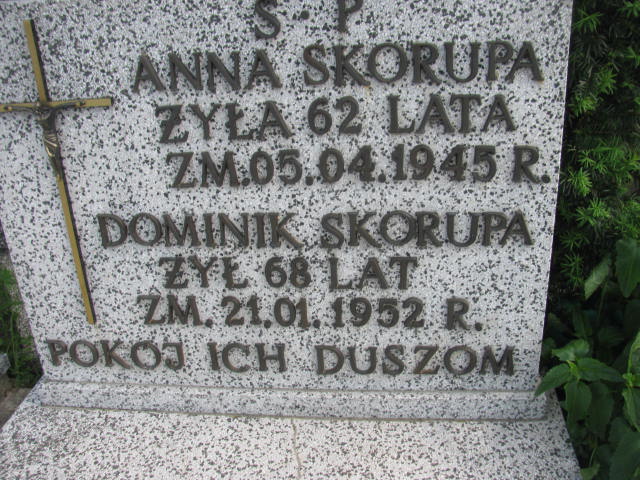 Ś.P
ANNA SKORUPA
ŻYŁA 62 LATA
ZM.05.04.1945 R.
DOMINIK SKORUPA
ŻYŁ 68 LAT
ZM. 21.01.1952 R.
POKÓJ ICH DUSZOM